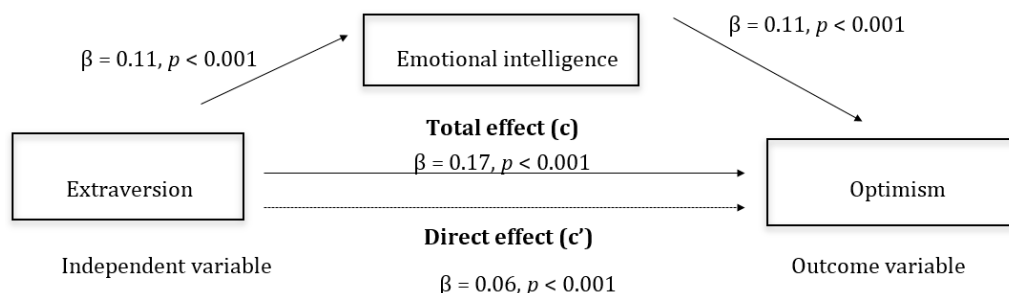 β = 0.11, p < 0.001
β = 0.11, p < 0.001
Emotional intelligence
Total effect (c)
β = 0.17, p < 0.001
Extraversion
Optimism
Direct effect (c’)
Independent variable
Outcome variable
β = 0.06, p < 0.001